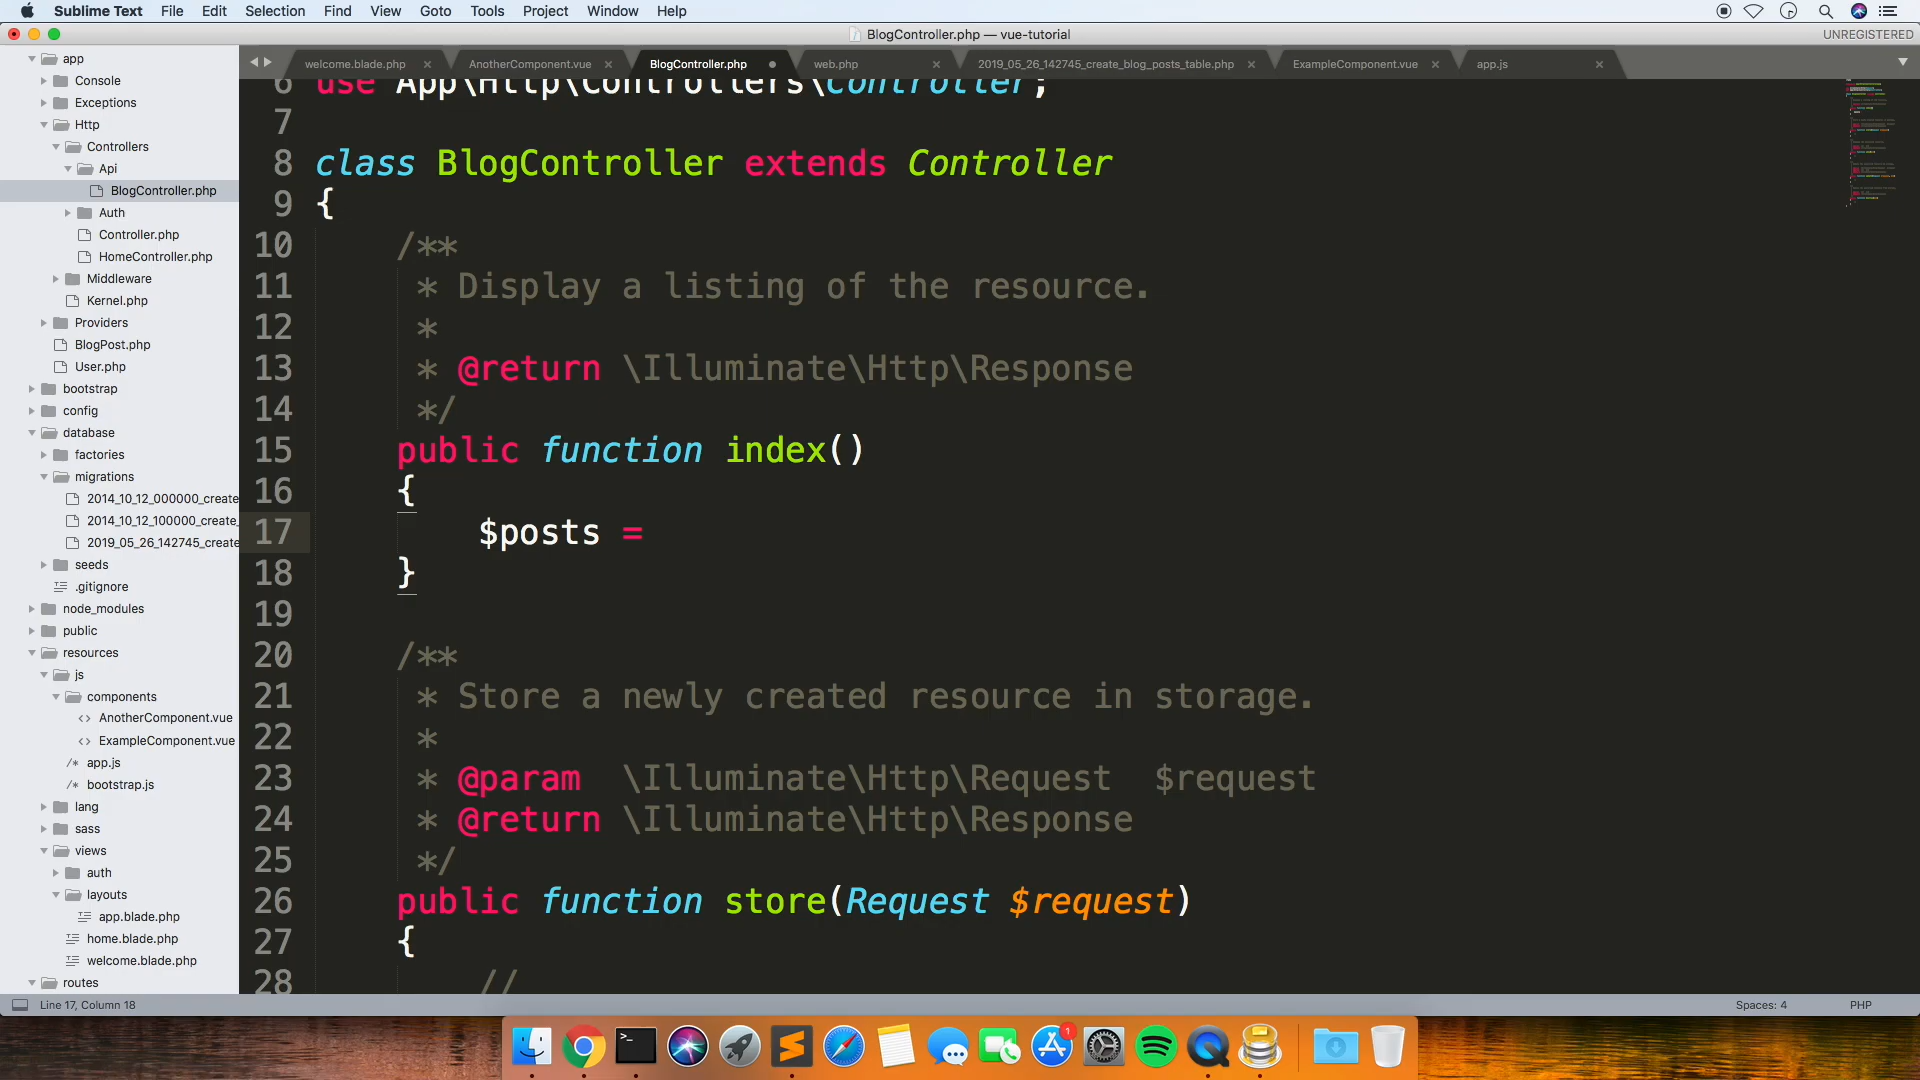 Sublime Text File Edit Selection Find View Goto Tools Project Window Help
BlogController.php — vue-tutorial
UNREGISTERED
welcome.blade.php × AnotherComponent.vue × BlogController.php web.php × 2019_05_26_142745_create_blog_posts_table.php × ExampleComponent.vue × app.js ×
app
Console
Exceptions
Http
Controllers
Api
BlogController.php
Auth
Controller.php
HomeController.php
Middleware
Kernel.php
Providers
BlogPost.php
User.php
bootstrap
config
database
factories
migrations
2014_10_12_000000_create
2014_10_12_100000_create_
2019_05_26_142745_create
seeds
.gitignore
node_modules
public
resources
js
components
AnotherComponent.vue
ExampleComponent.vue
app.js
bootstrap.js
lang
sass
views
auth
layouts
app.blade.php
home.blade.php
welcome.blade.php
routes
6 use App\Http\Controllers\Controller;
7
8 class BlogController extends Controller
9 {
10 /**
11 * Display a listing of the resource.
12 *
13 * @return \Illuminate\Http\Response
14 */
15 public function index()
16 {
17 $posts =
18 }
19
20 /**
21 * Store a newly created resource in storage.
22 *
23 * @param  \Illuminate\Http\Request  $request
24 * @return \Illuminate\Http\Response
25 */
26 public function store(Request $request)
27 {
28 //
Line 17, Column 18
Spaces: 4
PHP
1